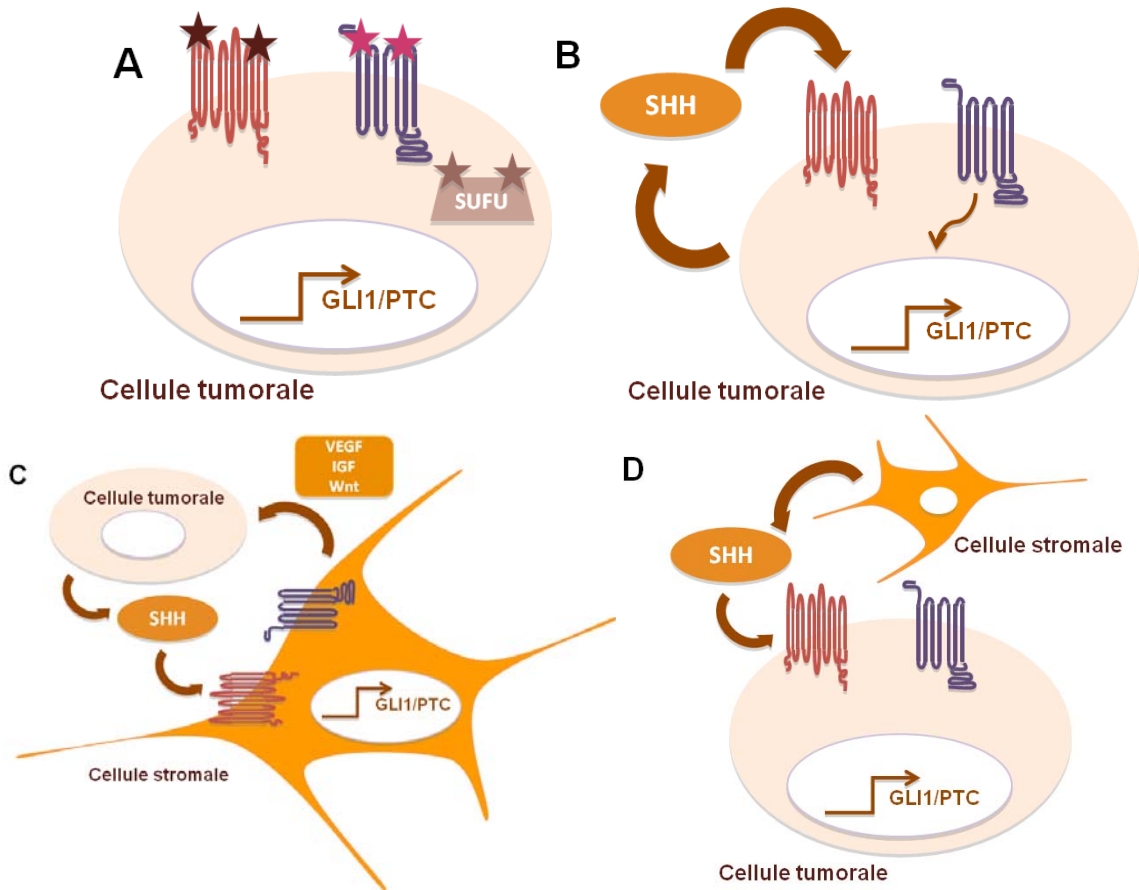 A
SUFU
GLI1/PTC
Cellule tumorale
B
SHH
GLI1/PTC
Cellule tumorale
C
VEGF
IGF
Wnt
Cellule tumorale
SHH
GLI1/PTC
Cellule stromale
D
SHH
Cellule stromale
GLI1/PTC
Cellule tumorale